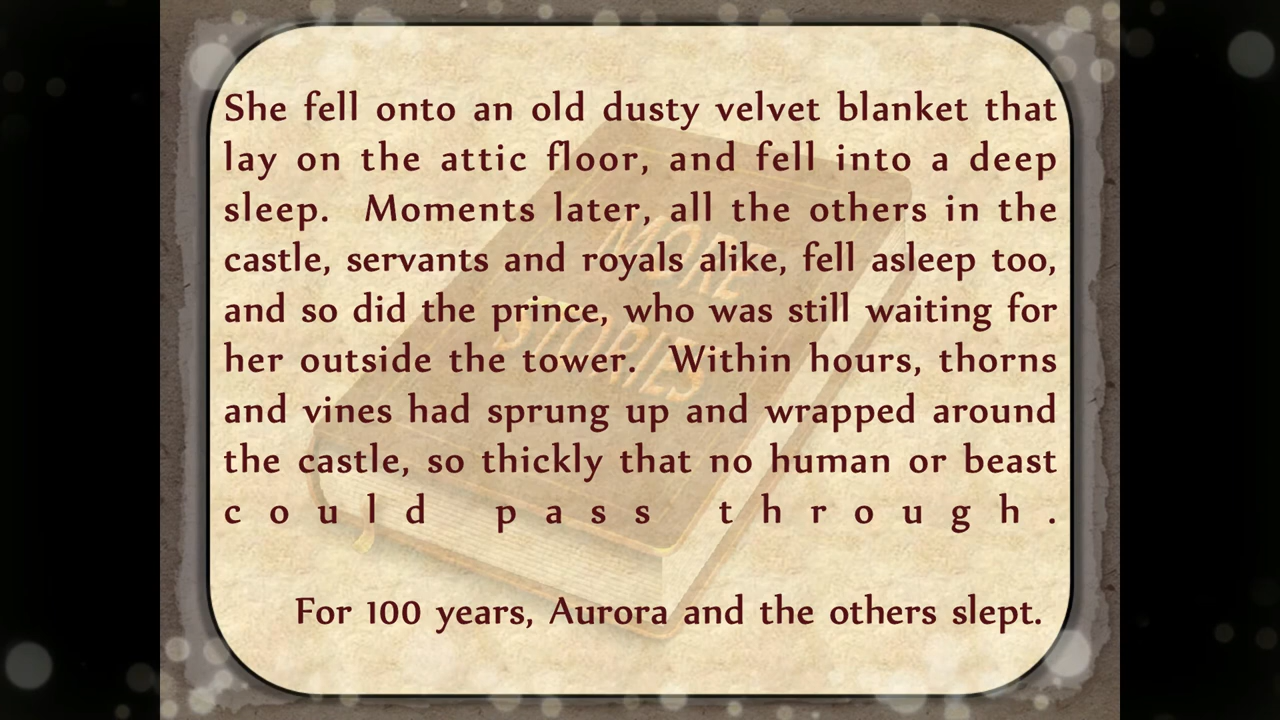 She fell onto an old dusty velvet blanket that
lay on the attic floor, and fell into a deep
sleep. Moments later, all the others in the
castle, servants and royals alike, fell asleep too,
and so did the prince, who was still waiting for
her outside the tower. Within hours, thorns
and vines had sprung up and wrapped around
the castle, so thickly that no human or beast
could pass through.
For 100 years, Aurora and the others slept.
MORE
STORIES